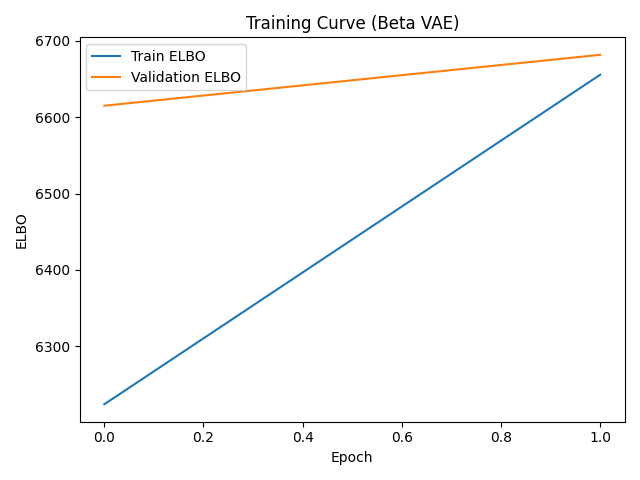 Training Curve (Beta VAE)
Train ELBO
Validation ELBO
ELBO
6700
6600
6500
6400
6300
0.0 0.2 0.4 0.6 0.8 1.0
Epoch